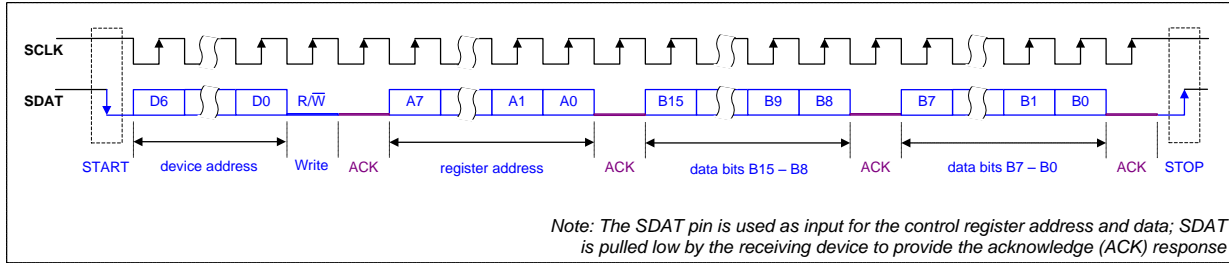 SCLK
SDAT
D6 D0 R/W A7 A1 A0 B15 B9 B8 B7 B1 B0
START device address Write ACK register address ACK data bits B15 – B8 ACK data bits B7 – B0 ACK STOP
Note: The SDAT pin is used as input for the control register address and data; SDAT
is pulled low by the receiving device to provide the acknowledge (ACK) response